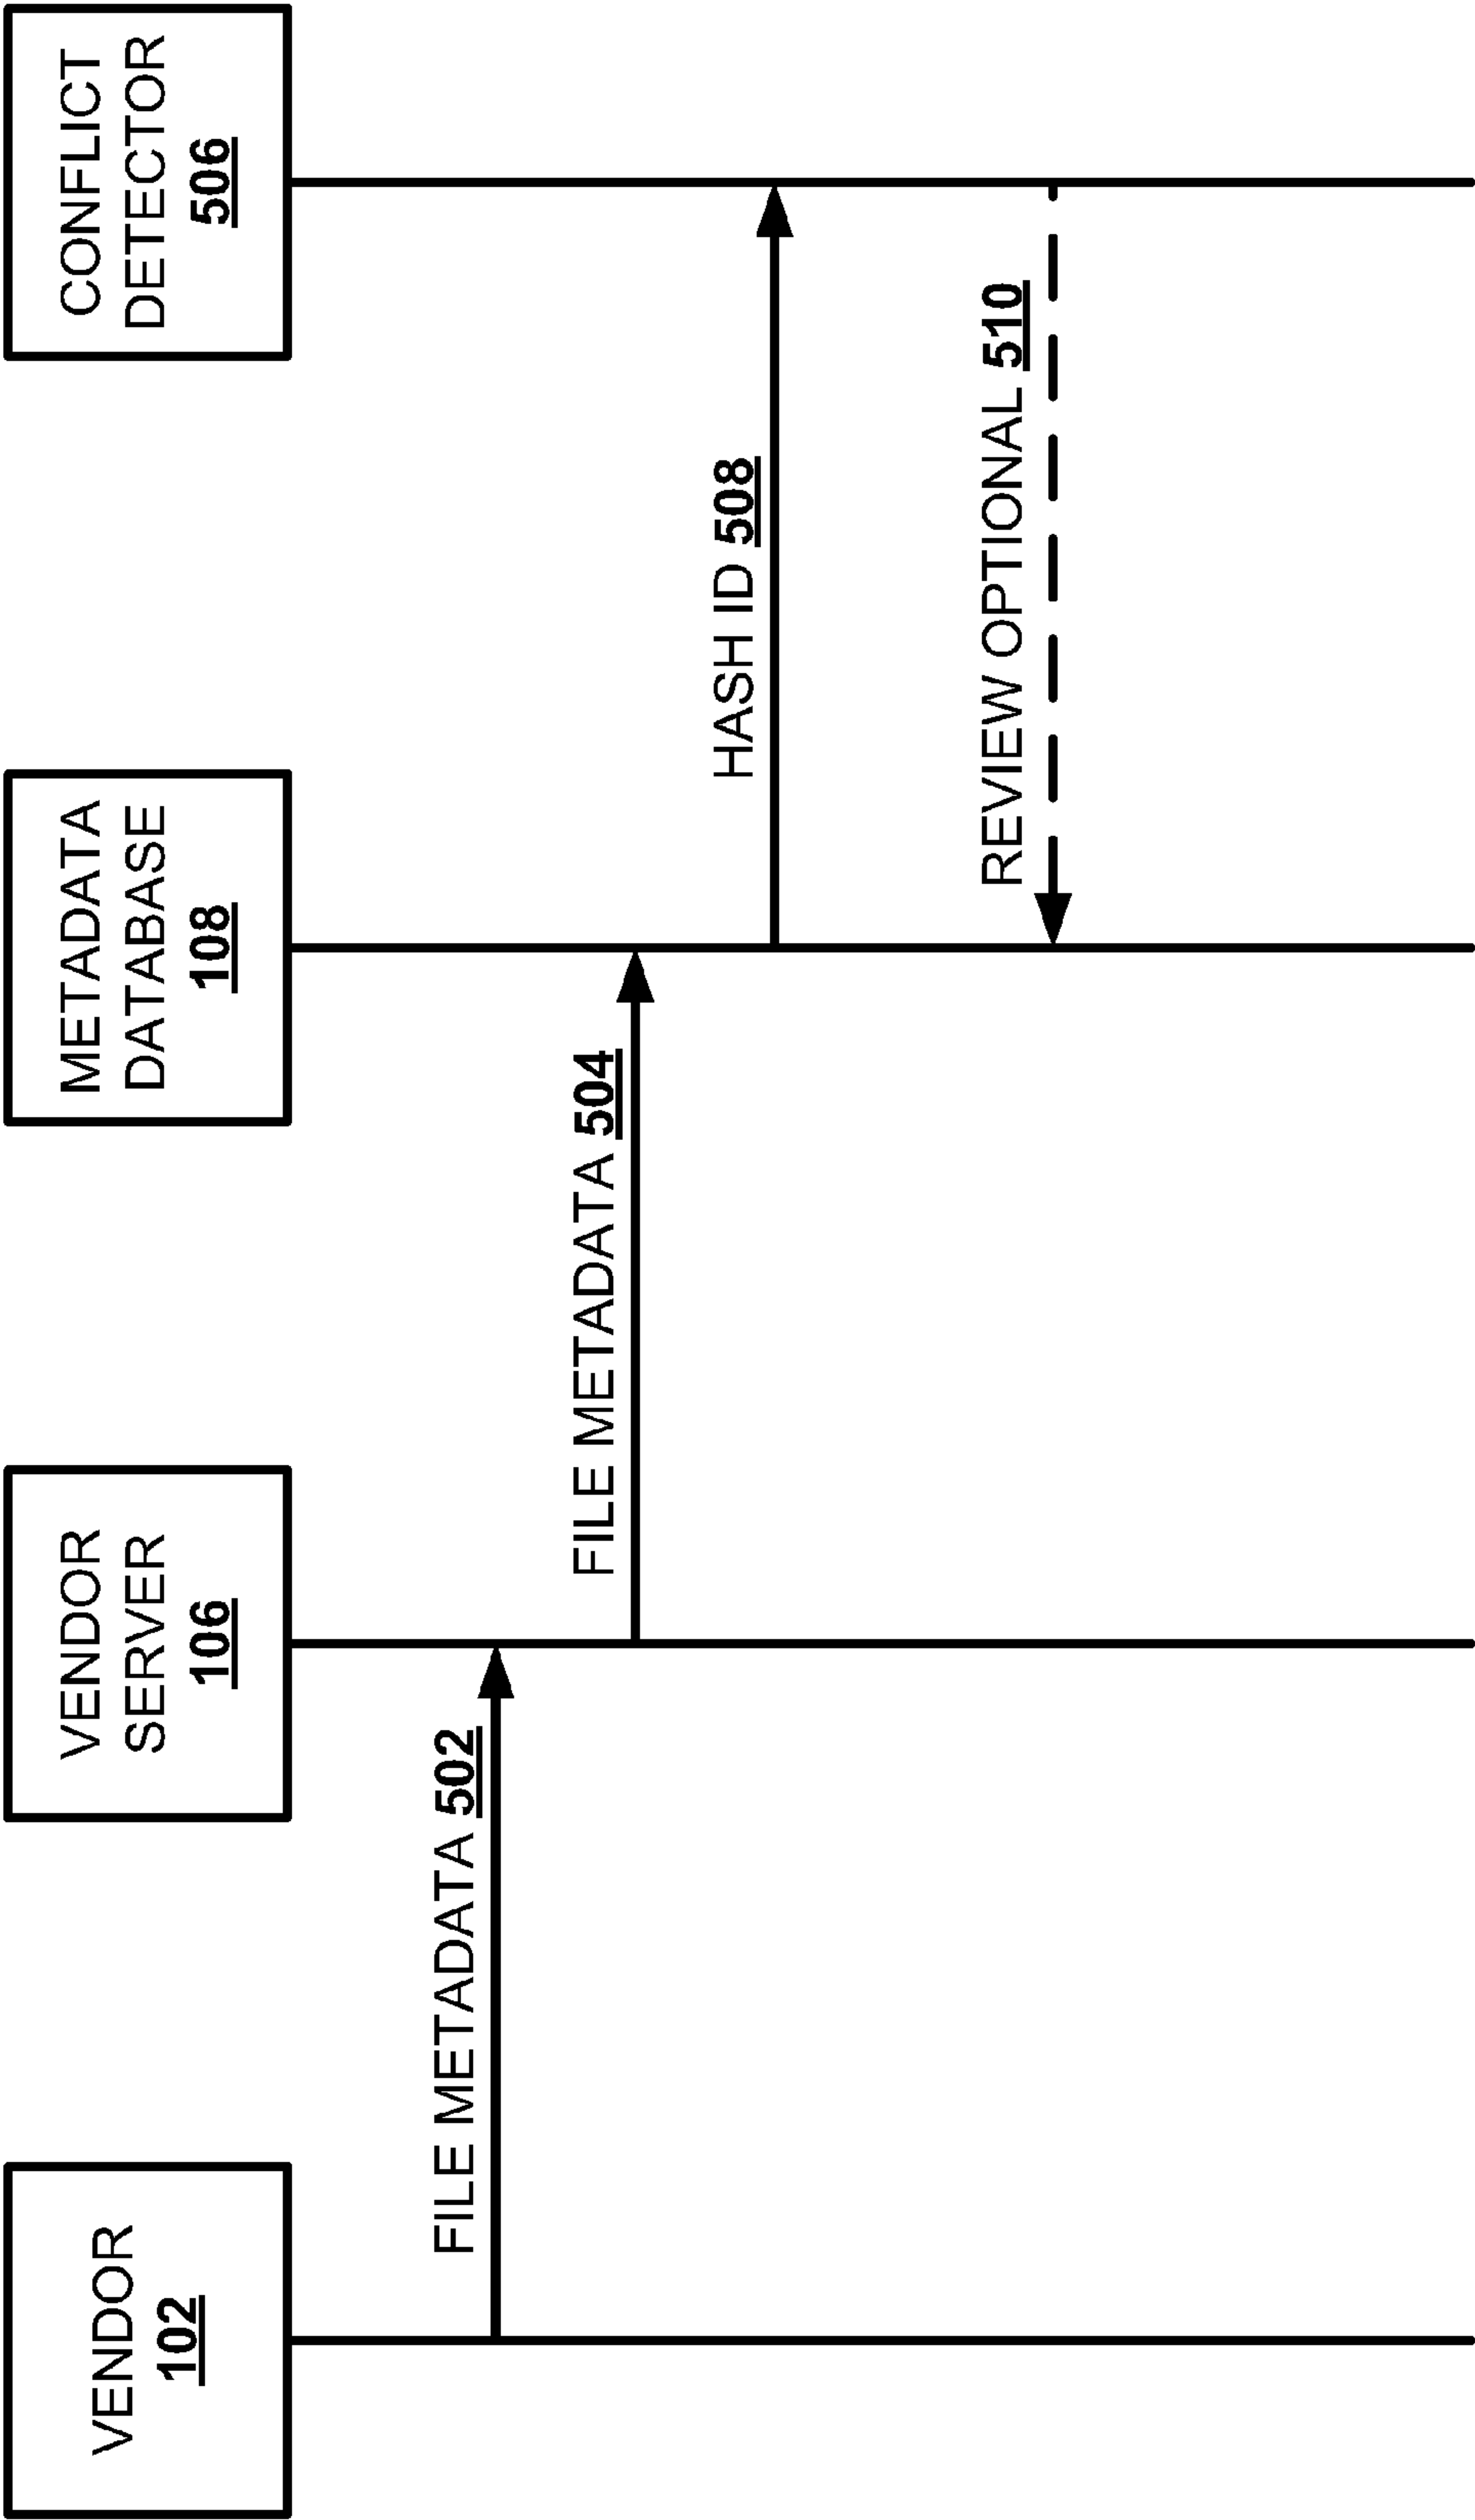 VENDOR
102
VENDOR
SERVER
106
METADATA
DATABASE
108
CONFLICT
DETECTOR
506
FILE METADATA 502
FILE METADATA 504
HASH ID 508
REVIEW OPTIONAL 510